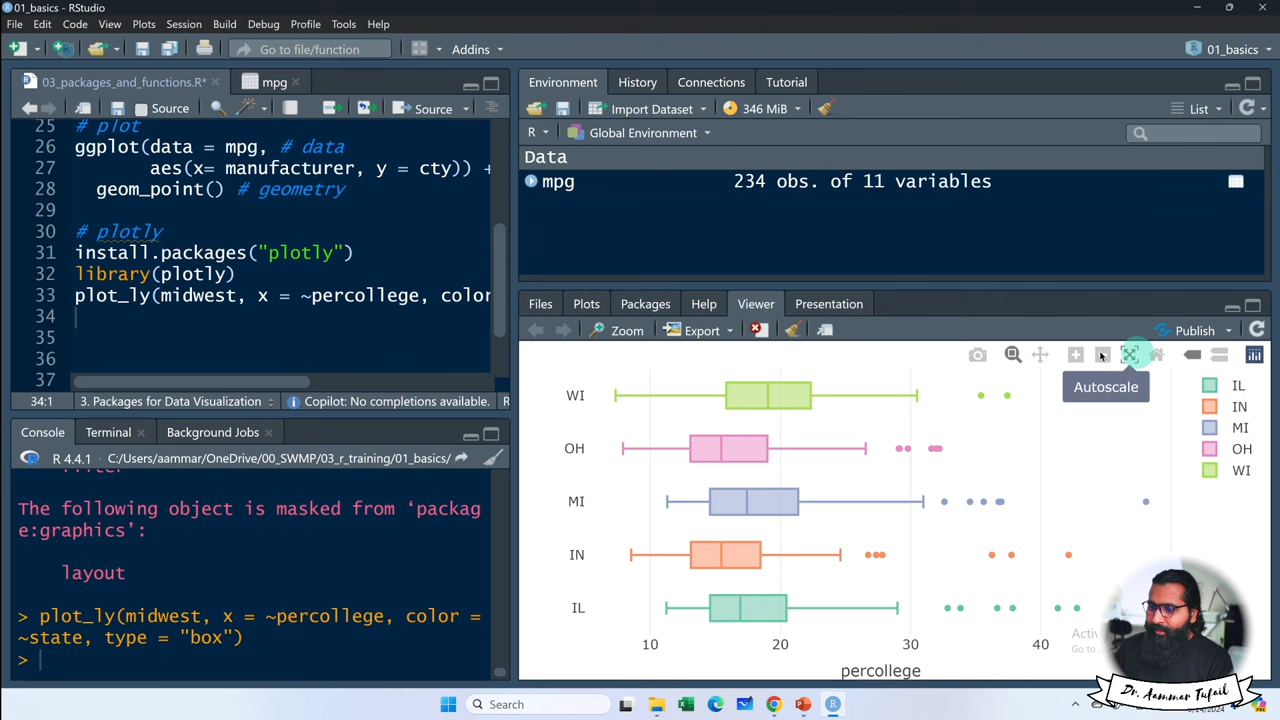 01_basics - RStudio
File Edit Code View Plots Session Build Debug Profile Tools Help
Go to file/function Addins 01_basics
03_packages_and_functions.R* mpg
Source Source
25 # plot
26 ggplot(data = mpg, # data
27 aes(x= manufacturer, y = cty)) +
28 geom_point() # geometry
29
30 # plotly
31 install.packages("plotly")
32 library(plotly)
33 plot_ly(midwest, x = ~percollege, color
34
35
36
37
34:1 3. Packages for Data Visualization Copilot: No completions available. R
Console Terminal Background Jobs
R 4.4.1 · C:/Users/aammar/OneDrive/00_SWMP/03_r_training/01_basics/
The following object is masked from ‘packag
e:graphics’:
layout
> plot_ly(midwest, x = ~percollege, color =
~state, type = "box")
>
Environment History Connections Tutorial
Import Dataset 346 MiB List
R Global Environment
Data
mpg 234 obs. of 11 variables
Files Plots Packages Help Viewer Presentation
Zoom Export Publish
Autoscale
WI
OH
MI
IN
IL
10 20 30 40
percollege
IL
IN
MI
OH
WI
Dr. Aammar Tufail
Search